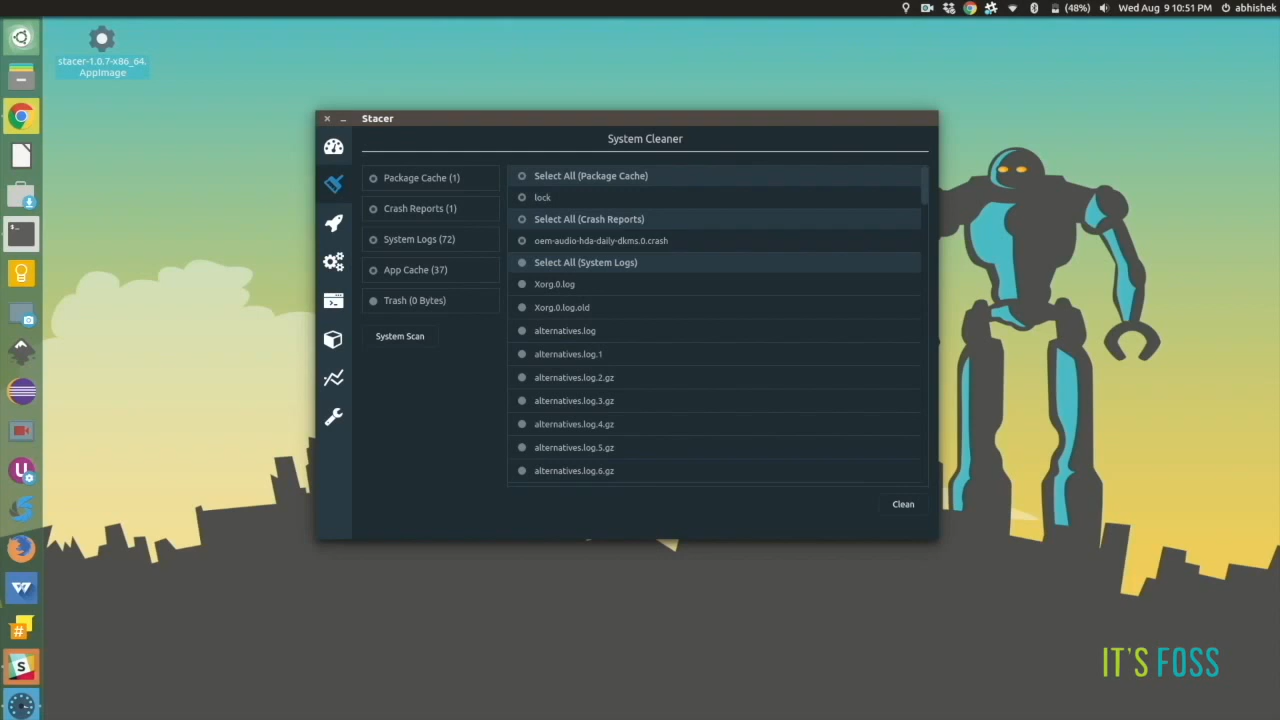 (48%)
Wed Aug 9 10:51 PM
abhishek
stacer-1.0.7-x86_64.
AppImage
Stacer
System Cleaner
Package Cache (1)
Crash Reports (1)
System Logs (72)
App Cache (37)
Trash (0 Bytes)
System Scan
Select All (Package Cache)
lock
Select All (Crash Reports)
oem-audio-hda-daily-dkms.0.crash
Select All (System Logs)
Xorg.0.log
Xorg.0.log.old
alternatives.log
alternatives.log.1
alternatives.log.2.gz
alternatives.log.3.gz
alternatives.log.4.gz
alternatives.log.5.gz
alternatives.log.6.gz
Clean
IT'S FOSS